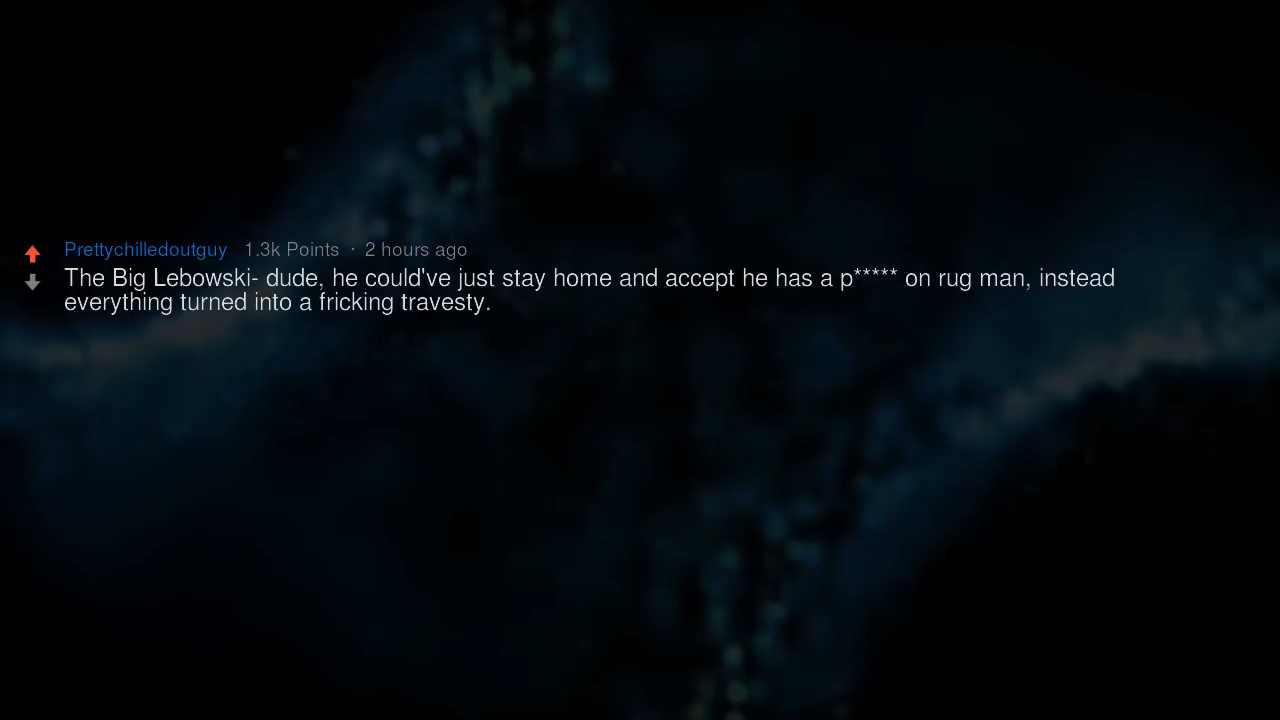 Prettychilledoutguy 1.3k Points · 2 hours ago
The Big Lebowski- dude, he could've just stay home and accept he has a p***** on rug man, instead
everything turned into a fricking travesty.